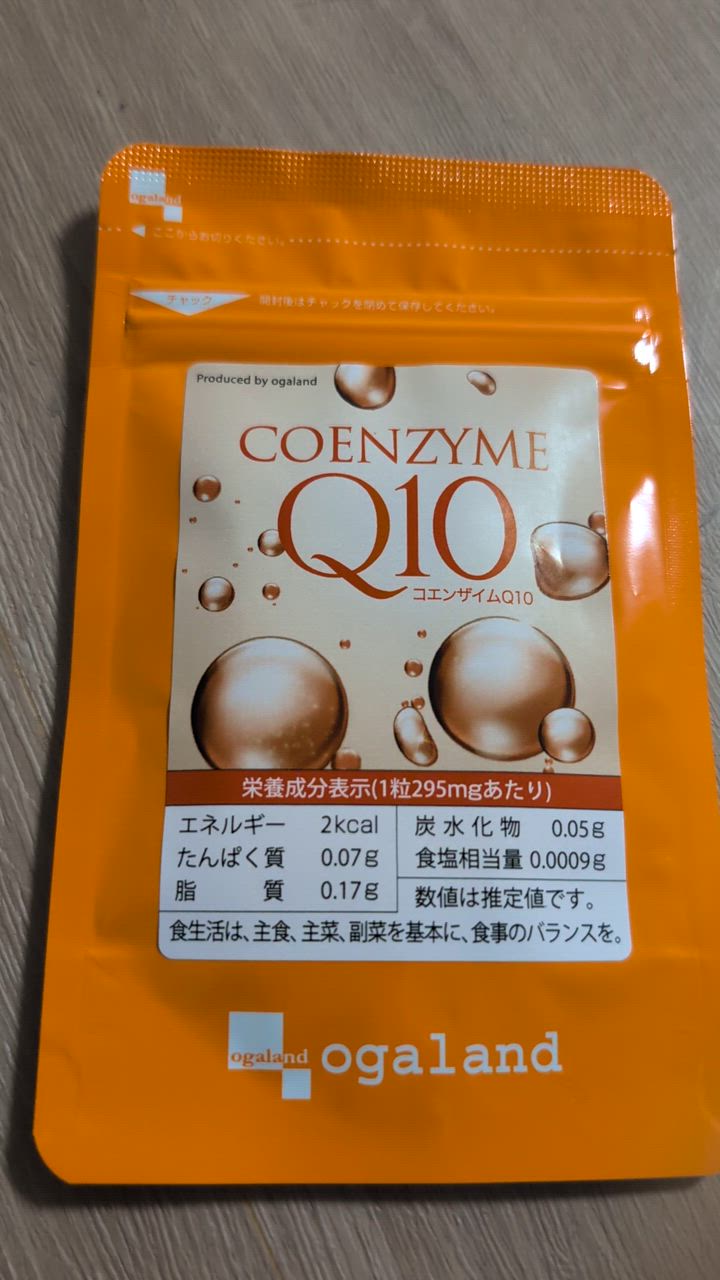 ogaland
ここからお切りください。
チャック
開封後はチャックを閉めて保存してください。
Produced by ogaland
COENZYME
Q10
コエンザイムQ10
栄養成分表示(1粒295mgあたり)
エネルギー 2kcal
たんぱく質 0.07g
脂質 0.17g
炭水化物 0.05g
食塩相当量 0.0009g
数値は推定値です。
食生活は、主食、主菜、副菜を基本に、食事のバランスを。
ogaland ogaland